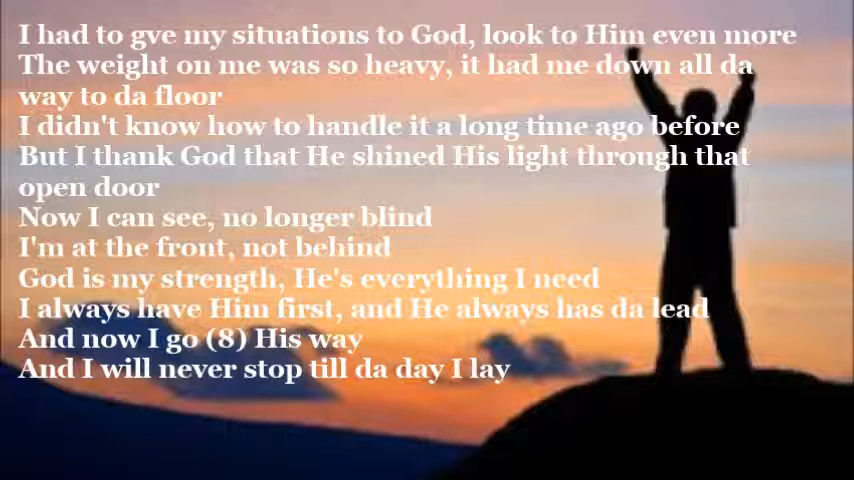 I had to gve my situations to God, look to Him even more
The weight on me was so heavy, it had me down all da
way to da floor
I didn't know how to handle it a long time ago before
But I thank God that He shined His light through that
open door
Now I can see, no longer blind
I'm at the front, not behind
God is my strength, He's everything I need
I always have Him first, and He always has da lead
And now I go (8) His way
And I will never stop till da day I lay